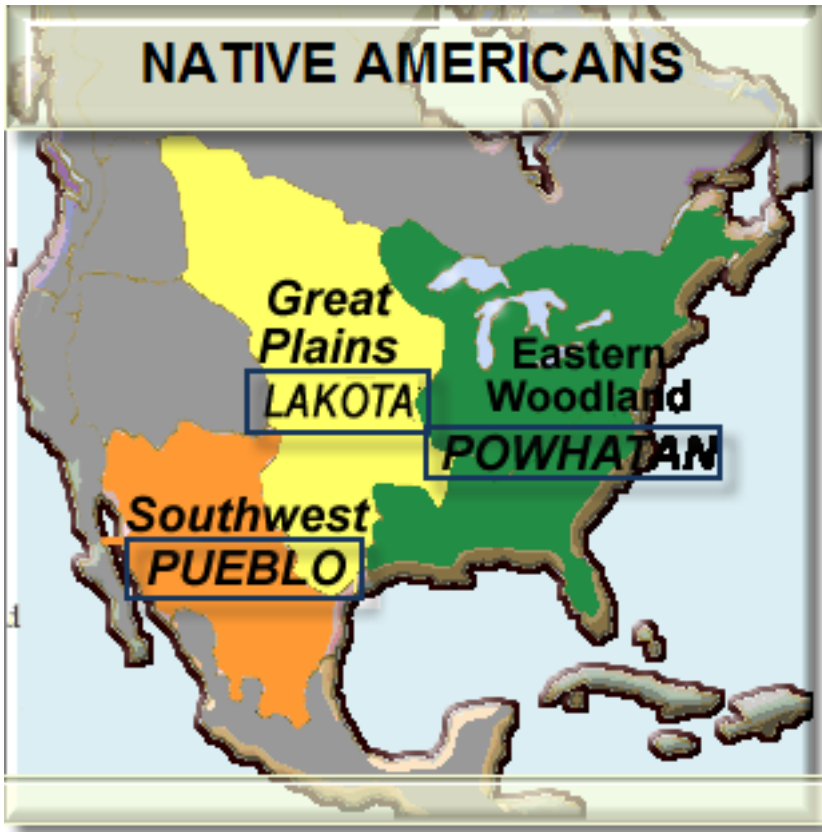 NATIVE AMERICANS
Great
Plains
LAKOTA
Eastern
Woodland
POWHATAN
Southwest
PUEBLO